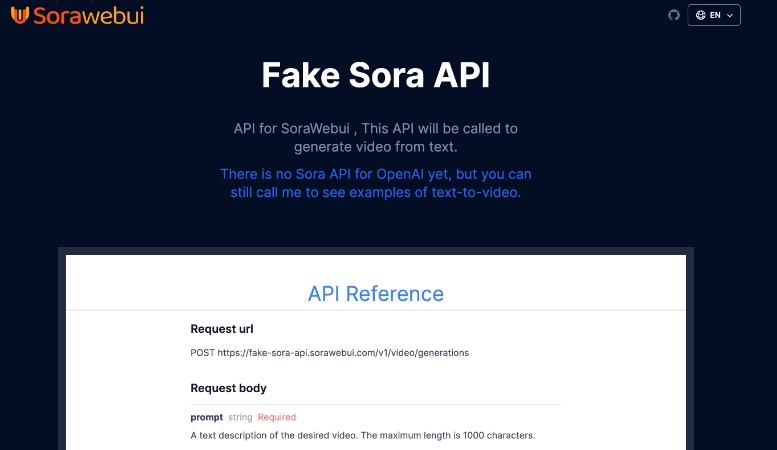 Sorawebui
EN
Fake Sora API
API for SoraWebui , This API will be called to
generate video from text.
There is no Sora API for OpenAI yet, but you can
still call me to see examples of text-to-video.
API Reference
Request url
POST https://fake-sora-api.sorawebui.com/v1/video/generations
Request body
prompt string Required
A text description of the desired video. The maximum length is 1000 characters.